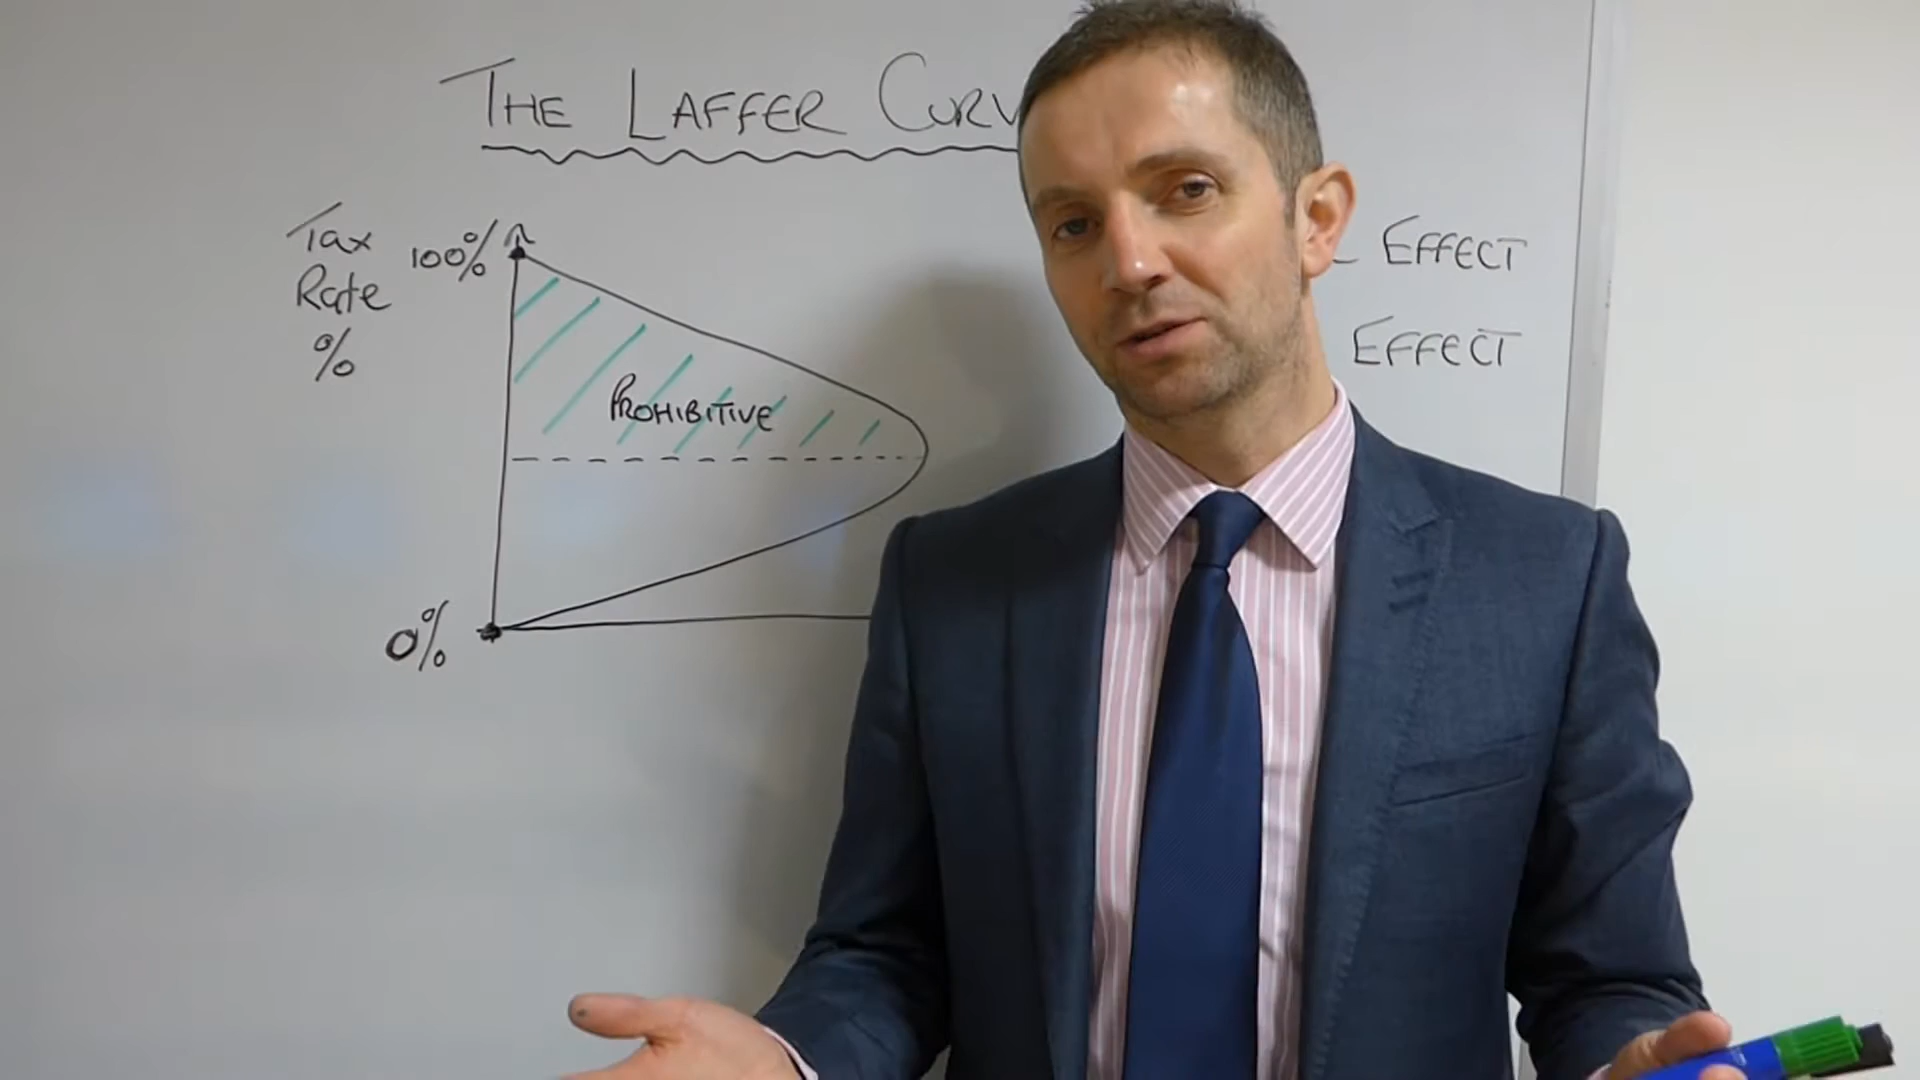 THE LAFFER CURV
Tax
Rate
%
100%
EFFECT
EFFECT
PROHIBITIVE
0%